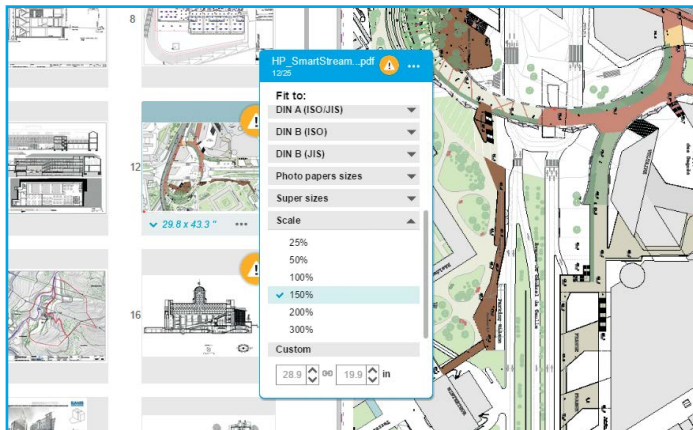 8
HP_SmartStream...pdf
12/25
Fit to:
DIN A (ISO/JIS)
DIN B (ISO)
DIN B (JIS)
Photo papers sizes
Super sizes
Scale
25%
50%
100%
150%
200%
300%
Custom
28.9 19.9 in
12
29.8 x 43.3 "
16